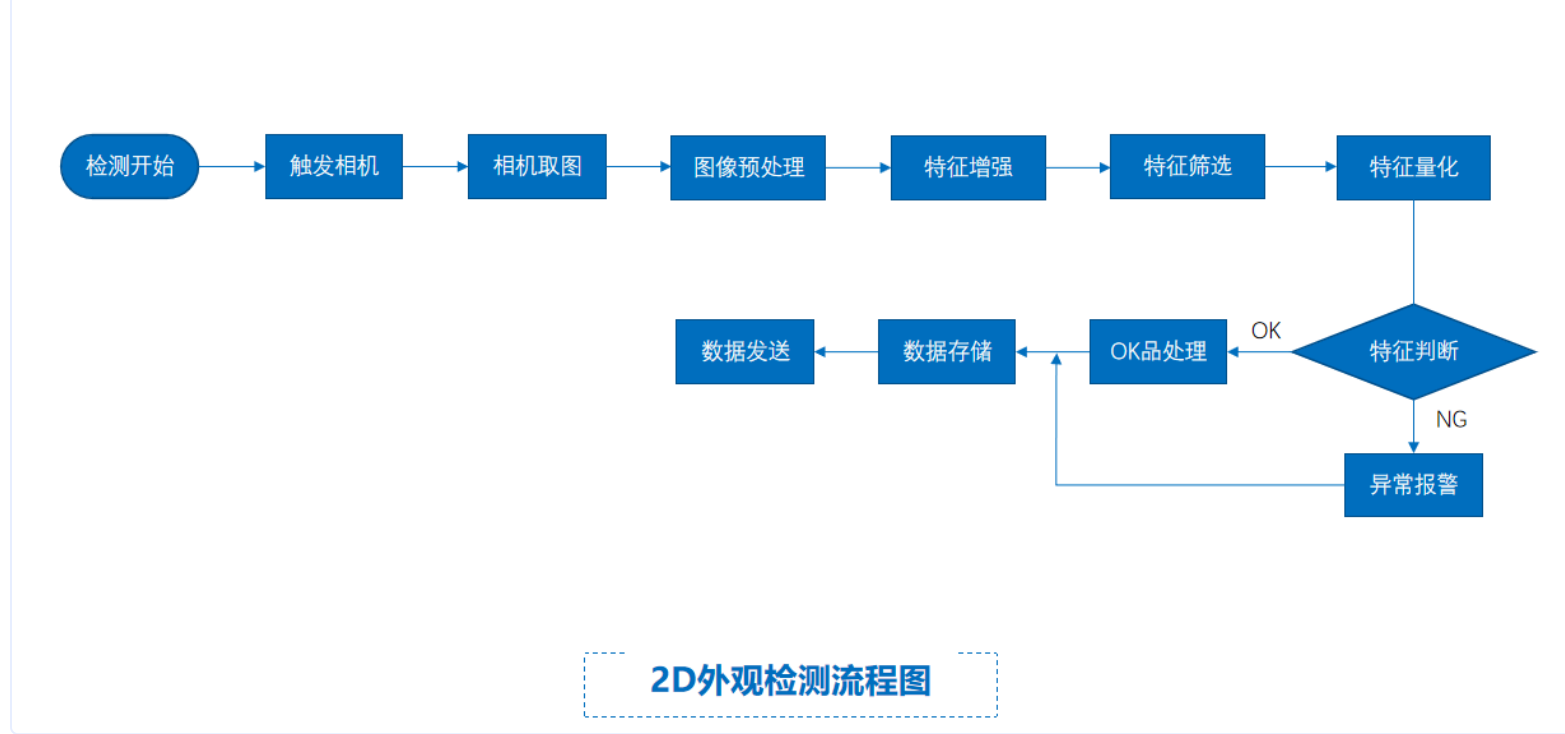 检测开始
触发相机
相机取图
图像预处理
特征增强
特征筛选
特征量化
数据发送
数据存储
OK品处理
OK
特征判断
NG
异常报警
2D外观检测流程图